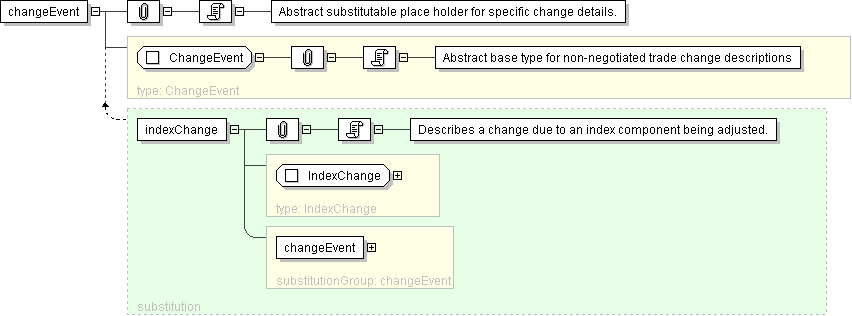 changeEvent
Abstract substitutable place holder for specific change details.
ChangeEvent
Abstract base type for non-negotiated trade change descriptions
type: ChangeEvent
indexChange
Describes a change due to an index component being adjusted.
IndexChange
type: IndexChange
changeEvent
substitutionGroup: changeEvent
substitution